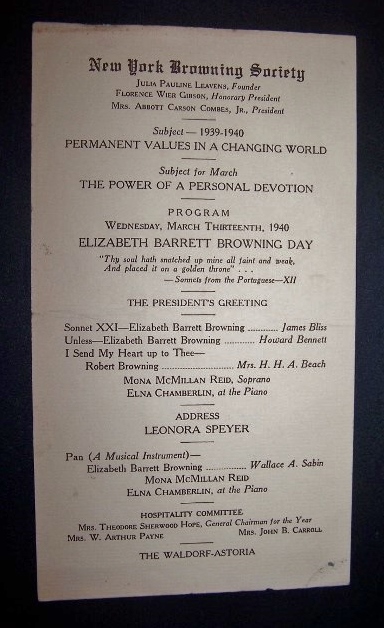 New York Browning Society
Julia Pauline Leavens, Founder
Florence Wier Gibson, Honorary President
Mrs. Abbott Carson Combes, Jr., President
Subject — 1939-1940
PERMANENT VALUES IN A CHANGING WORLD
Subject for March
THE POWER OF A PERSONAL DEVOTION
PROGRAM
Wednesday, March Thirteenth, 1940
ELIZABETH BARRETT BROWNING DAY
"Thy soul hath snatched up mine all faint and weak,
And placed it on a golden throne" . . .
—Sonnets from the Portuguese—XII
THE PRESIDENT'S GREETING
Sonnet XXI—Elizabeth Barrett Browning ............ James Bliss
Unless—Elizabeth Barrett Browning ............ Howard Bennett
I Send My Heart up to Thee—
Robert Browning ............................ Mrs. H. H. A. Beach
Mona McMillan Reid, Soprano
Elna Chamberlin, at the Piano
ADDRESS
LEONORA SPEYER
Pan (A Musical Instrument)—
Elizabeth Barrett Browning ............... Wallace A. Sabin
Mona McMillan Reid
Elna Chamberlin, at the Piano
HOSPITALITY COMMITTEE
Mrs. Theodore Sherwood Hope, General Chairman for the Year
Mrs. W. Arthur Payne Mrs. John B. Carroll
THE WALDORF-ASTORIA